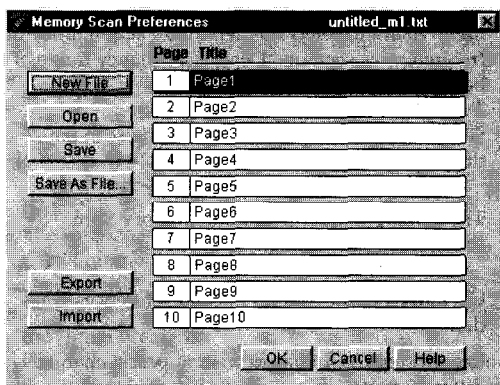 Memory Scan Preferences untitled_m1.txt
Page Title
New File 1 Page1
Open 2 Page2
3 Page3
Save 4 Page4
Save As File... 5 Page5
6 Page6
7 Page7
8 Page8
Export 9 Page9
Import 10 Page10
OK Cancel Help